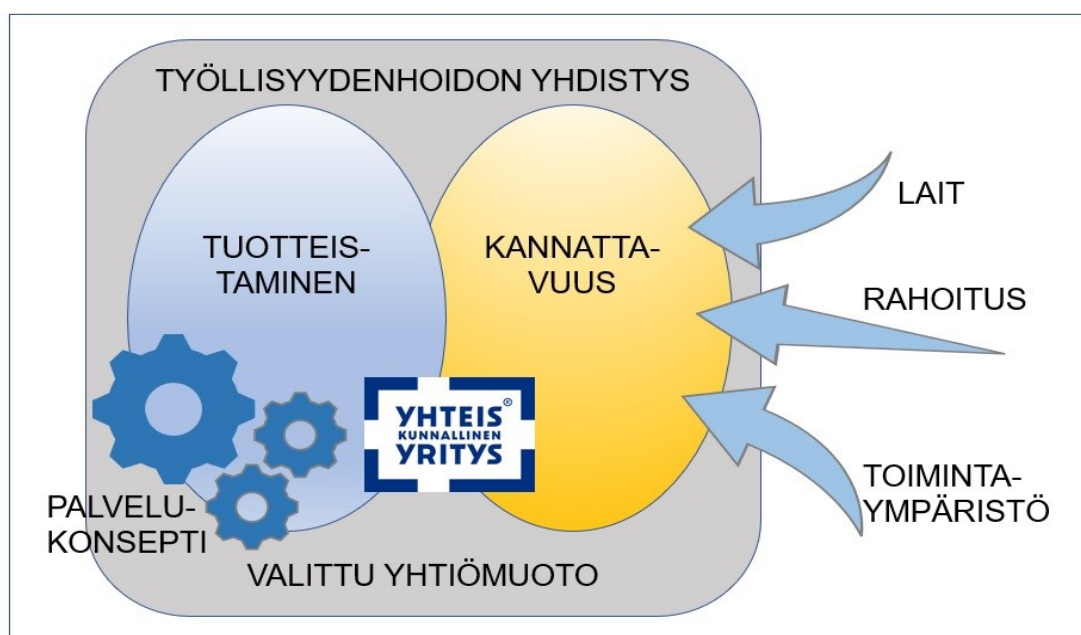 TYÖLLISYYDENHOIDON YHDISTYS
TUOTTEIS-
TAMINEN
KANNATTA-
VUUS
LAIT
RAHOITUS
TOIMINTA-
YMPÄRISTÖ
YHTEIS®
KUNNALLINEN
YRITYS
PALVELU-
KONSEPTI
VALITTU YHTIÖMUOTO